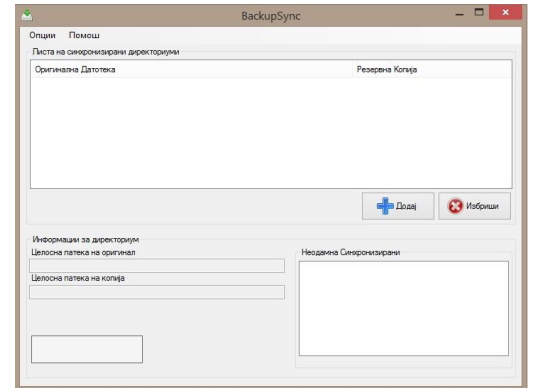 BackupSync
Опции Помош
Листа на синхронизирани директориуми
Оригинална Датотека Резервна Копија
Додај Избриши
Информации за директориум
Целосна патека на оригинал
Неодамна Синхронизирани
Целосна патека на копија